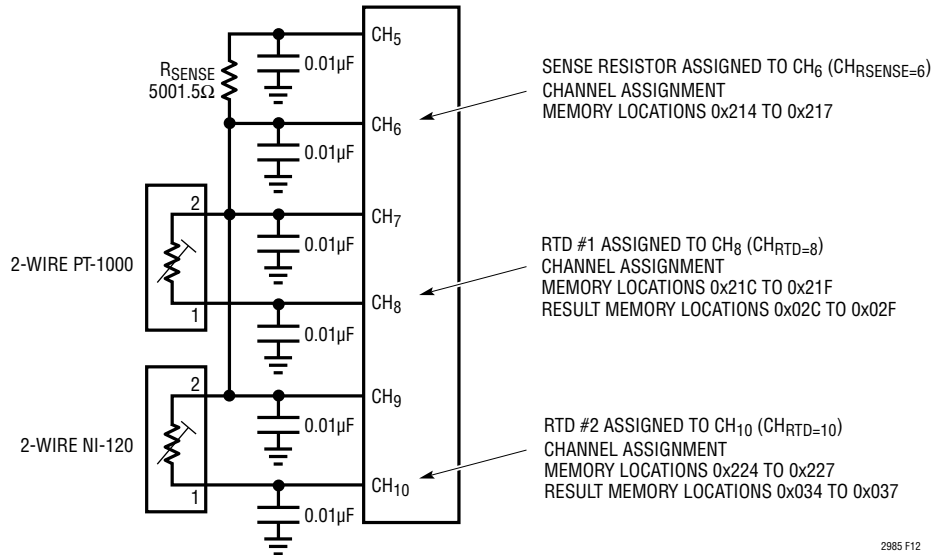 CH5
0.01µF
RSENSE
5001.5Ω
SENSE RESISTOR ASSIGNED TO CH6 (CHRSENSE=6)
CHANNEL ASSIGNMENT
MEMORY LOCATIONS 0x214 TO 0x217
CH6
0.01µF
2
CH7
0.01µF
2-WIRE PT-1000
RTD #1 ASSIGNED TO CH8 (CHRTD=8)
CHANNEL ASSIGNMENT
MEMORY LOCATIONS 0x21C TO 0x21F
RESULT MEMORY LOCATIONS 0x02C TO 0x02F
1
CH8
0.01µF
2
CH9
0.01µF
2-WIRE NI-120
RTD #2 ASSIGNED TO CH10 (CHRTD=10)
CHANNEL ASSIGNMENT
MEMORY LOCATIONS 0x224 TO 0x227
RESULT MEMORY LOCATIONS 0x034 TO 0x037
1
CH10
0.01µF
2985 F12